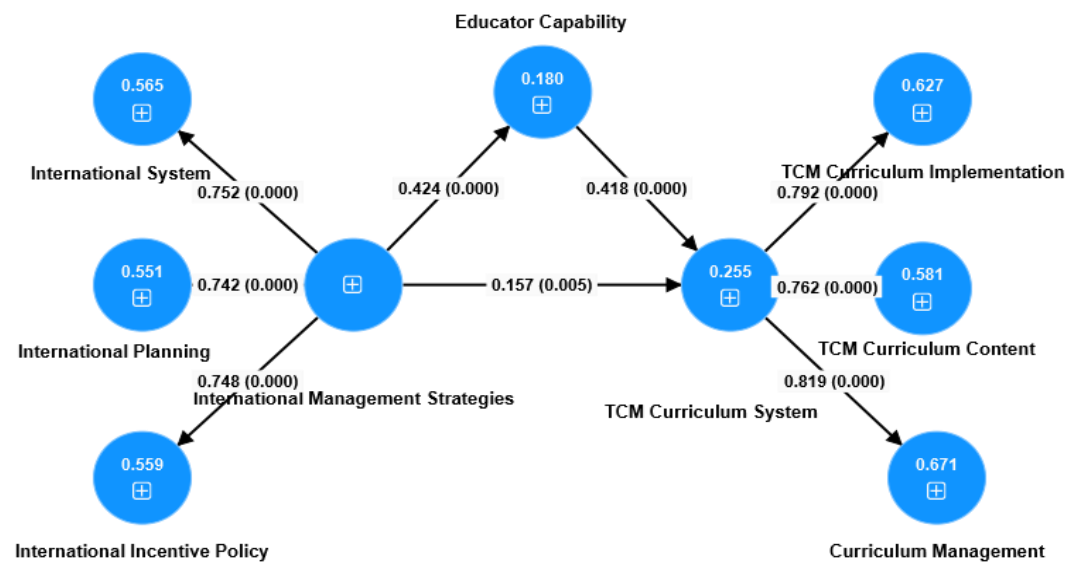 Educator Capability
0.565
0.180
0.627
International System
TCM Curriculum Implementation
0.752 (0.000)
0.424 (0.000)
0.418 (0.000)
0.792 (0.000)
0.551
0.742 (0.000)
0.157 (0.005)
0.255
0.762 (0.000)
0.581
International Planning
TCM Curriculum Content
0.748 (0.000)
0.819 (0.000)
International Management Strategies
TCM Curriculum System
0.559
0.671
International Incentive Policy
Curriculum Management